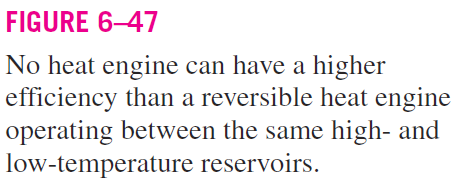 FIGURE 6–47
No heat engine can have a higher
efficiency than a reversible heat engine
operating between the same high- and
low-temperature reservoirs.